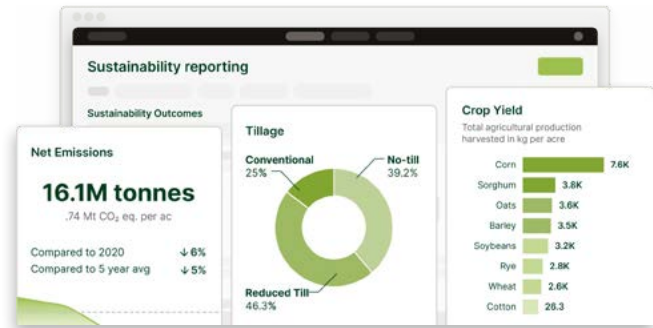 Sustainability reporting
Sustainability Outcomes
Net Emissions
16.1M tonnes
.74 Mt CO₂ eq. per ac
Compared to 2020 ↓ 6%
Compared to 5 year avg ↓ 5%
Tillage
Conventional
25%
No-till
39.2%
Reduced Till
46.3%
Crop Yield
Total agricultural production
harvested in kg per acre
Corn 7.6K
Sorghum 3.8K
Oats 3.6K
Barley 3.5K
Soybeans 3.2K
Rye 2.8K
Wheat 2.6K
Cotton 26.3